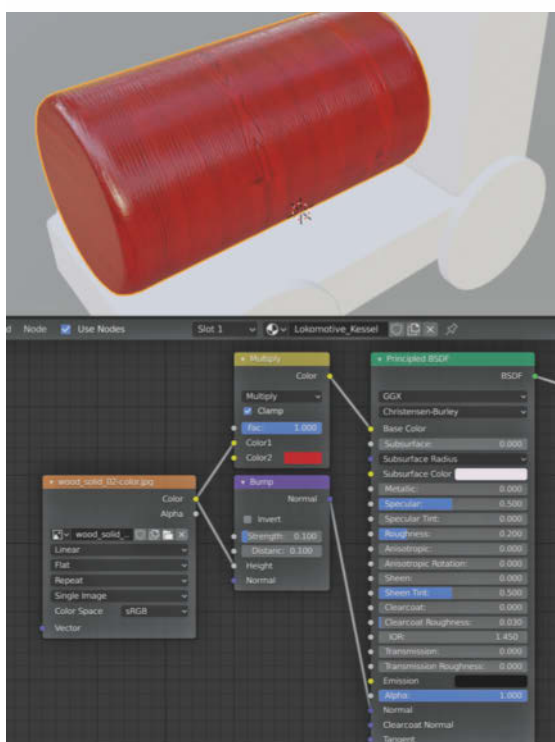 Node Use Nodes Slot 1 Lokomotive_Kessel
Multiply
Color
Multiply
Clamp
Fac: 1.000
Color1
Color2
wood_solid_02-color.jpg
Color
Alpha
wood_solid_...
Linear
Flat
Repeat
Single Image
Color Space sRGB
Vector
Bump
Normal
Invert
Strength: 0.100
Distanc: 0.100
Height
Normal
Principled BSDF
BSDF
GGX
Christensen-Burley
Base Color
Subsurface: 0.000
Subsurface Radius
Subsurface Color
Metallic: 0.000
Specular: 0.500
Specular Tint: 0.000
Roughness: 0.200
Anisotropic: 0.000
Anisotropic Rotation: 0.000
Sheen: 0.000
Sheen Tint: 0.500
Clearcoat: 0.000
Clearcoat Roughness: 0.030
IOR: 1.450
Transmission: 0.000
Transmission Roughness: 0.000
Emission
Alpha: 1.000
Normal
Clearcoat Normal
Tangent